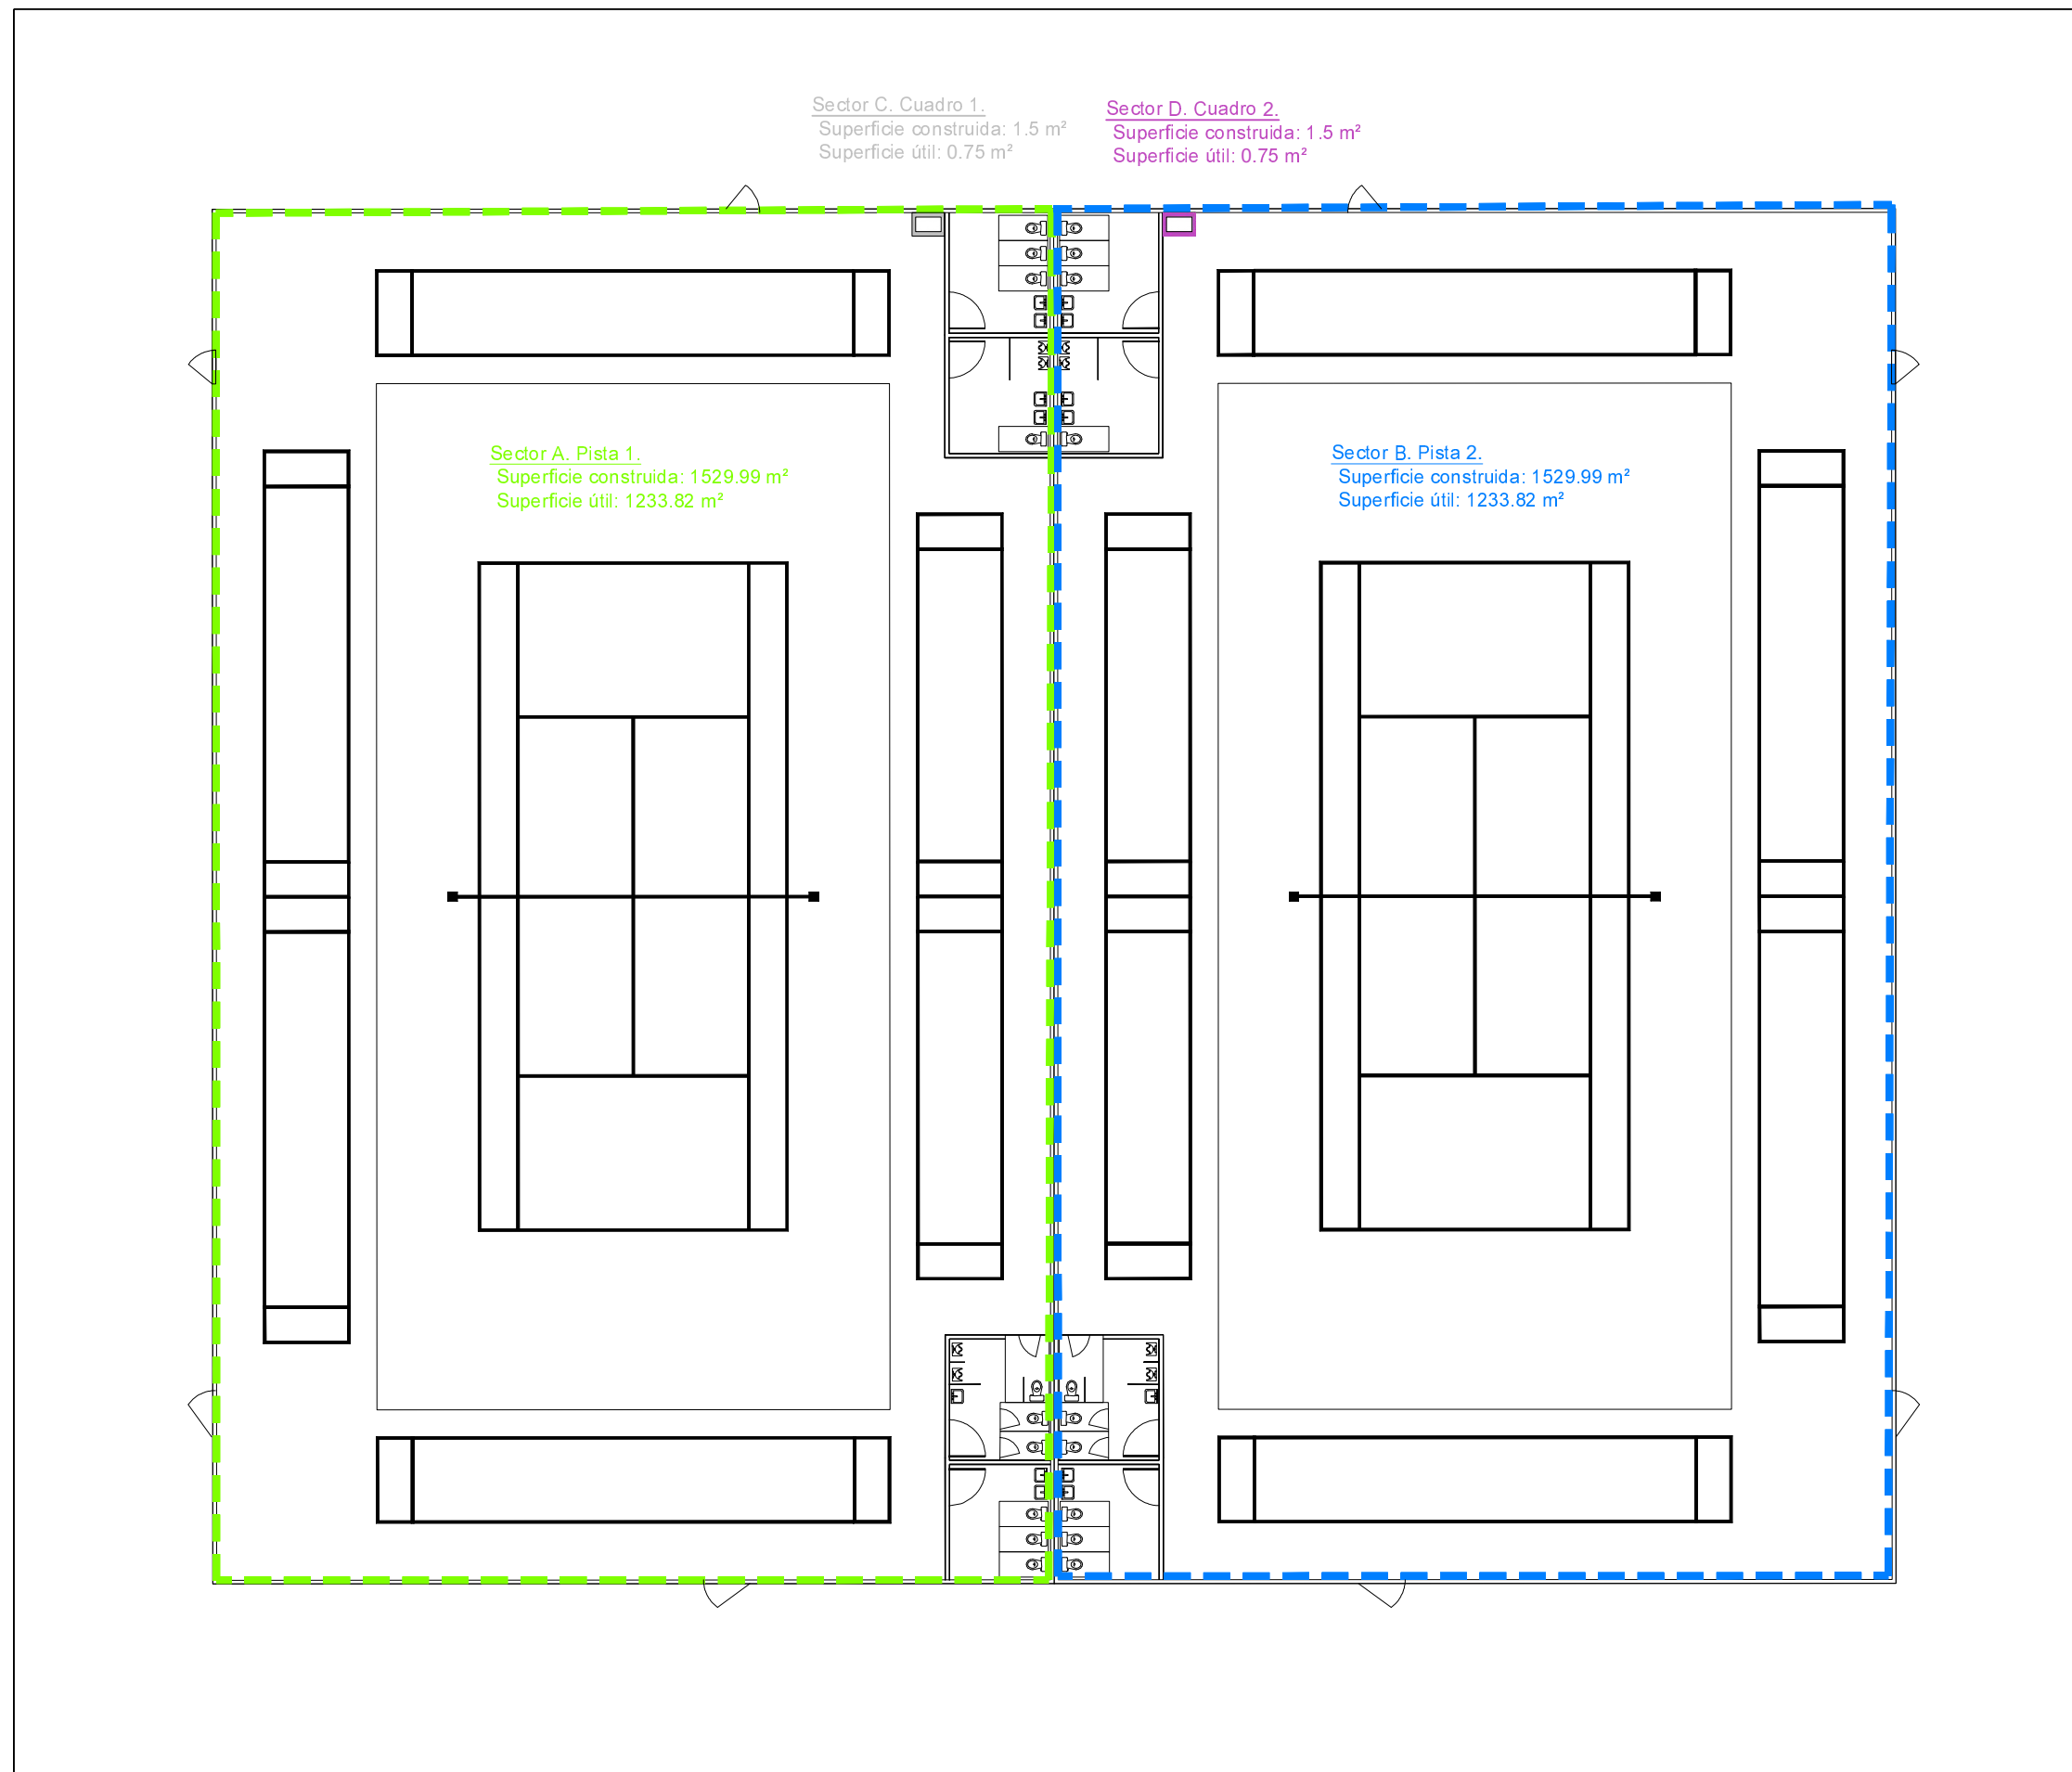 Sector C. Cuadro 1.
Superficie construida: 1.5 m²
Superficie útil: 0.75 m²
Sector D. Cuadro 2.
Superficie construida: 1.5 m²
Superficie útil: 0.75 m²
Sector A. Pista 1.
Superficie construida: 1529.99 m²
Superficie útil: 1233.82 m²
Sector B. Pista 2.
Superficie construida: 1529.99 m²
Superficie útil: 1233.82 m²